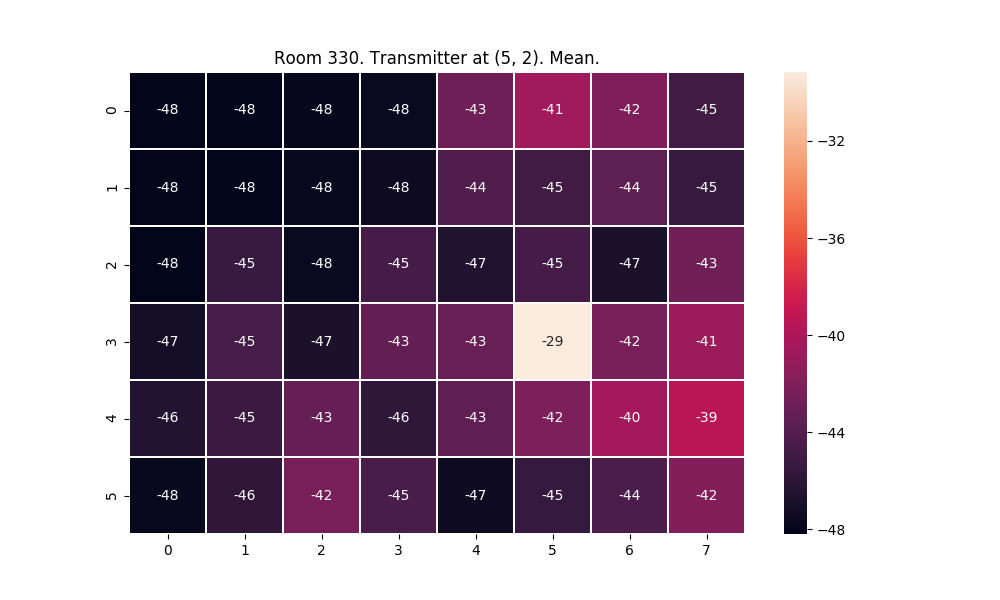 Room 330. Transmitter at (5, 2). Mean.
0 -48 -48 -48 -48 -43 -41 -42 -45
1 -48 -48 -48 -48 -44 -45 -44 -45
2 -48 -45 -48 -45 -47 -45 -47 -43
3 -47 -45 -47 -43 -43 -29 -42 -41
4 -46 -45 -43 -46 -43 -42 -40 -39
5 -48 -46 -42 -45 -47 -45 -44 -42
0 1 2 3 4 5 6 7
−32
−36
−40
−44
−48